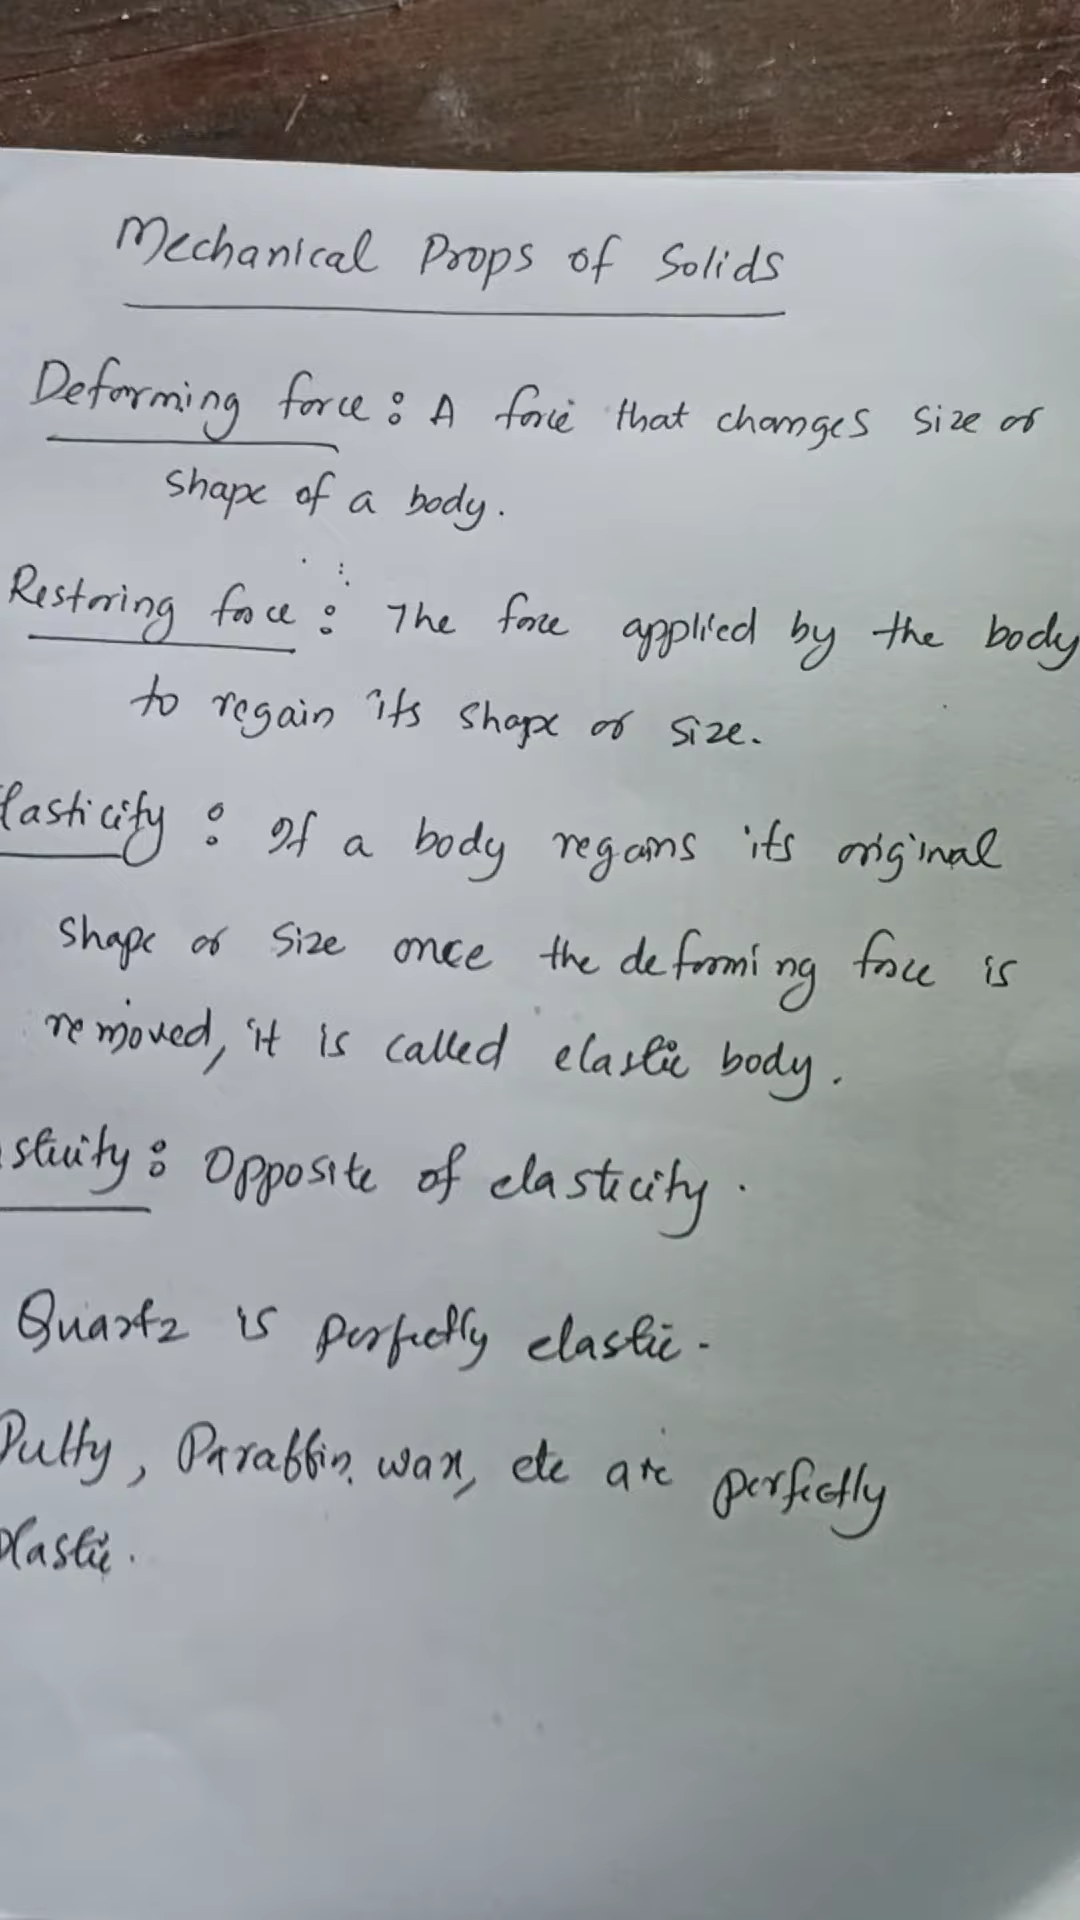 Mechanical Props of Solids
Deforming force : A force that changes size or
shape of a body.
Restoring force : The force applied by the body
to regain its shape or size.
lasticity : If a body regains its original
shape or size once the deforming force is
removed, it is called elastic body.
sticity : Opposite of elasticity.
Quartz is perfectly elastic.
Putty, Paraffin wax, etc are perfectly
plastic.